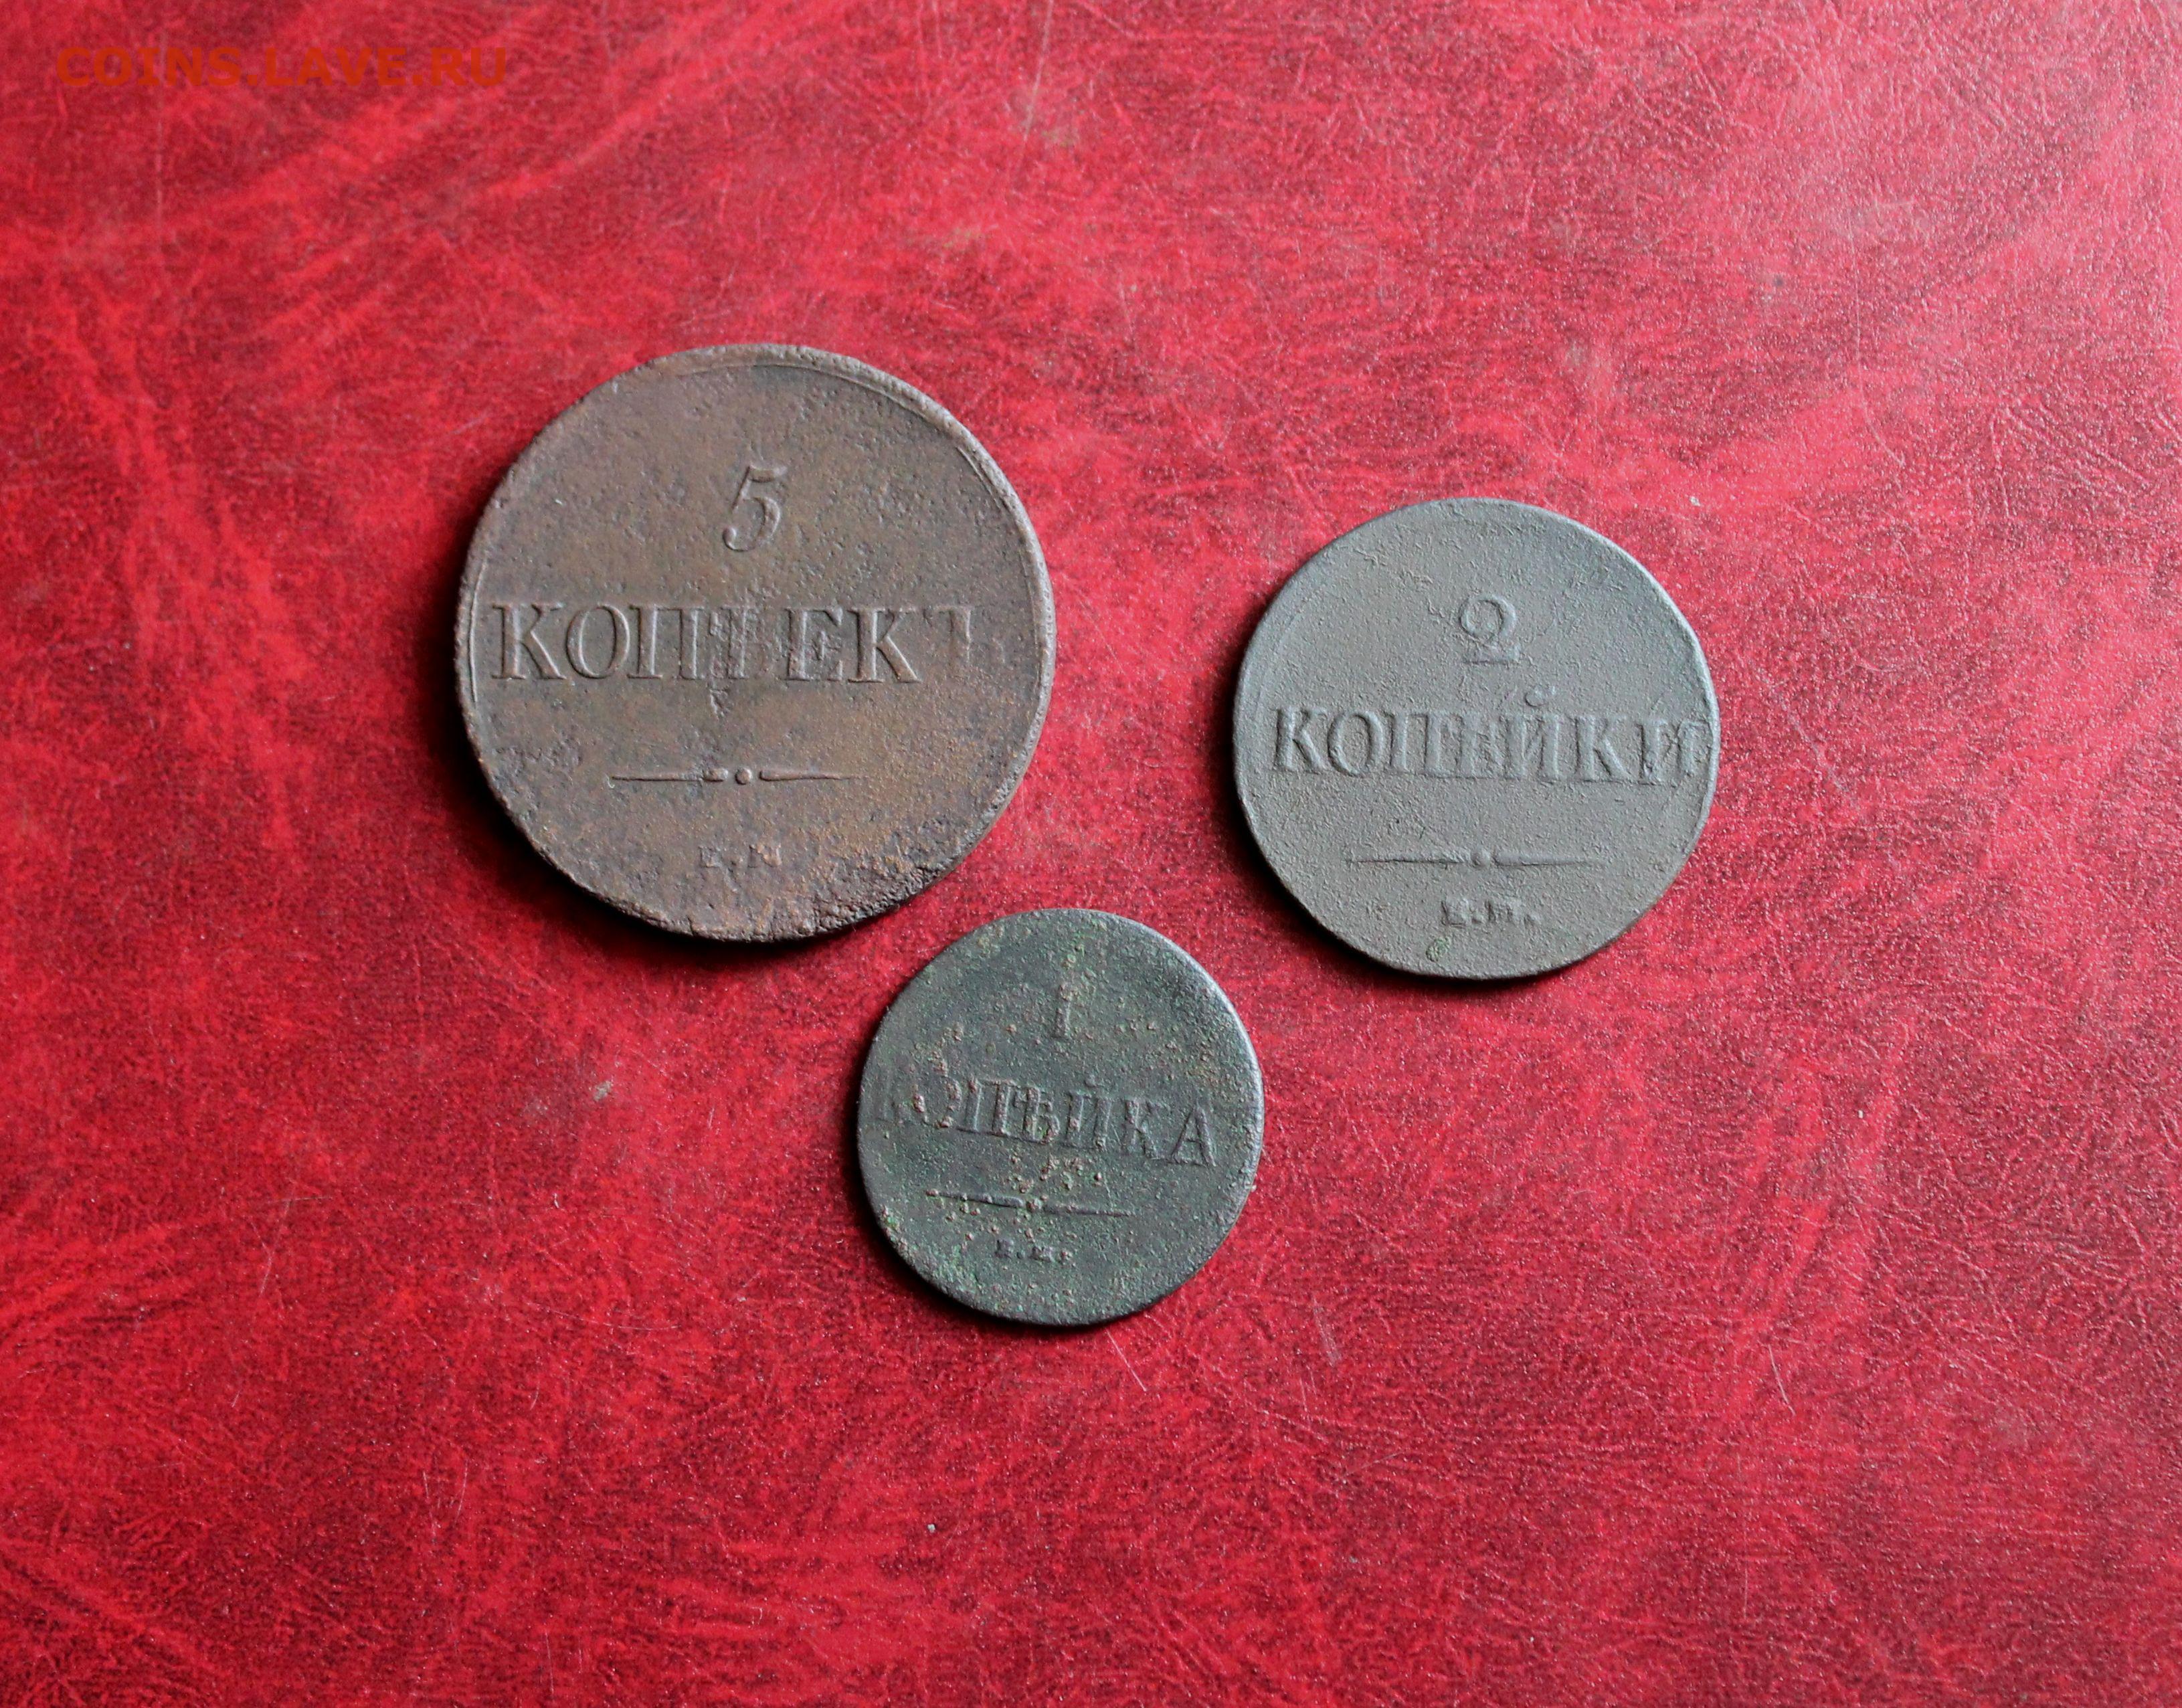 COINS.LAVE.RU
5
КОПѢЕКЪ
Е.М
2
КОПѢЙКИ
Е.М.
1
КОПѢЙКА